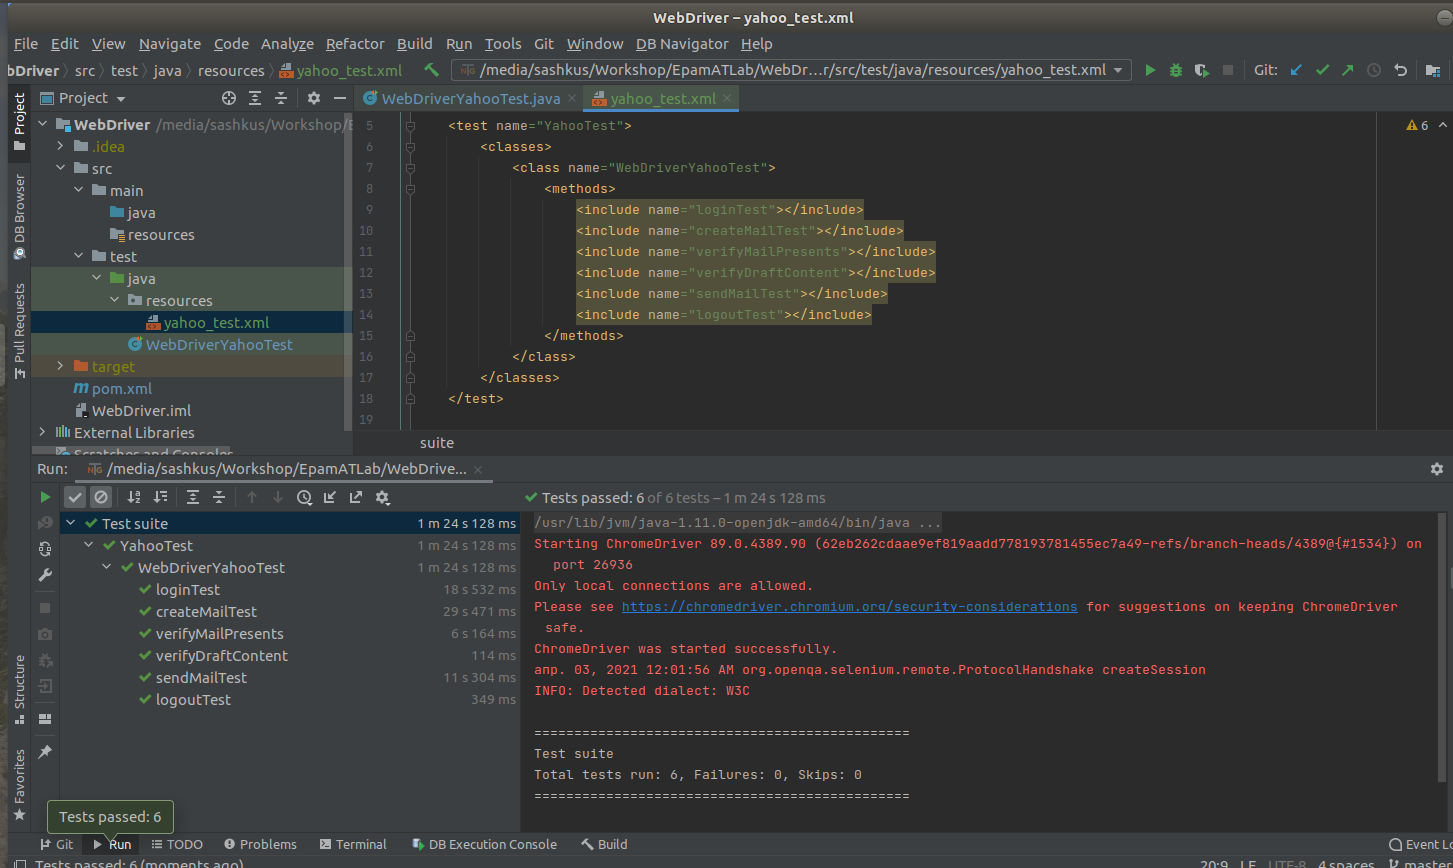 WebDriver – yahoo_test.xml
File Edit View Navigate Code Analyze Refactor Build Run Tools Git Window DB Navigator Help
bDriver src test java resources yahoo_test.xml /media/sashkus/Workshop/EpamATLab/WebDr...r/src/test/java/resources/yahoo_test.xml Git:
Project
WebDriverYahooTest.java yahoo_test.xml
Project
DB Browser
Pull Requests
Structure
Favorites
WebDriver /media/sashkus/Workshop/
.idea
src
main
java
resources
test
java
resources
yahoo_test.xml
WebDriverYahooTest
target
pom.xml
WebDriver.iml
External Libraries
Scratches and Consoles
6
5 <test name="YahooTest">
6 <classes>
7 <class name="WebDriverYahooTest">
8 <methods>
9 <include name="loginTest"></include>
10 <include name="createMailTest"></include>
11 <include name="verifyMailPresents"></include>
12 <include name="verifyDraftContent"></include>
13 <include name="sendMailTest"></include>
14 <include name="logoutTest"></include>
15 </methods>
16 </class>
17 </classes>
18 </test>
19
suite
Run: /media/sashkus/Workshop/EpamATLab/WebDrive...
Tests passed: 6 of 6 tests – 1 m 24 s 128 ms
Test suite 1 m 24 s 128 ms
YahooTest 1 m 24 s 128 ms
WebDriverYahooTest 1 m 24 s 128 ms
loginTest 18 s 532 ms
createMailTest 29 s 471 ms
verifyMailPresents 6 s 164 ms
verifyDraftContent 114 ms
sendMailTest 11 s 304 ms
logoutTest 349 ms
/usr/lib/jvm/java-1.11.0-openjdk-amd64/bin/java ...
Starting ChromeDriver 89.0.4389.90 (62eb262cdaae9ef819aadd778193781455ec7a49-refs/branch-heads/4389@{#1534}) on
port 26936
Only local connections are allowed.
Please see https://chromedriver.chromium.org/security-considerations for suggestions on keeping ChromeDriver
safe.
ChromeDriver was started successfully.
апр. 03, 2021 12:01:56 AM org.openqa.selenium.remote.ProtocolHandshake createSession
INFO: Detected dialect: W3C
===============================================
Test suite
Total tests run: 6, Failures: 0, Skips: 0
===============================================
Tests passed: 6
Git Run TODO Problems Terminal DB Execution Console Build Event Lo
Tests passed: 6 (moments ago) 20:9 LF UTF-8 4 spaces master